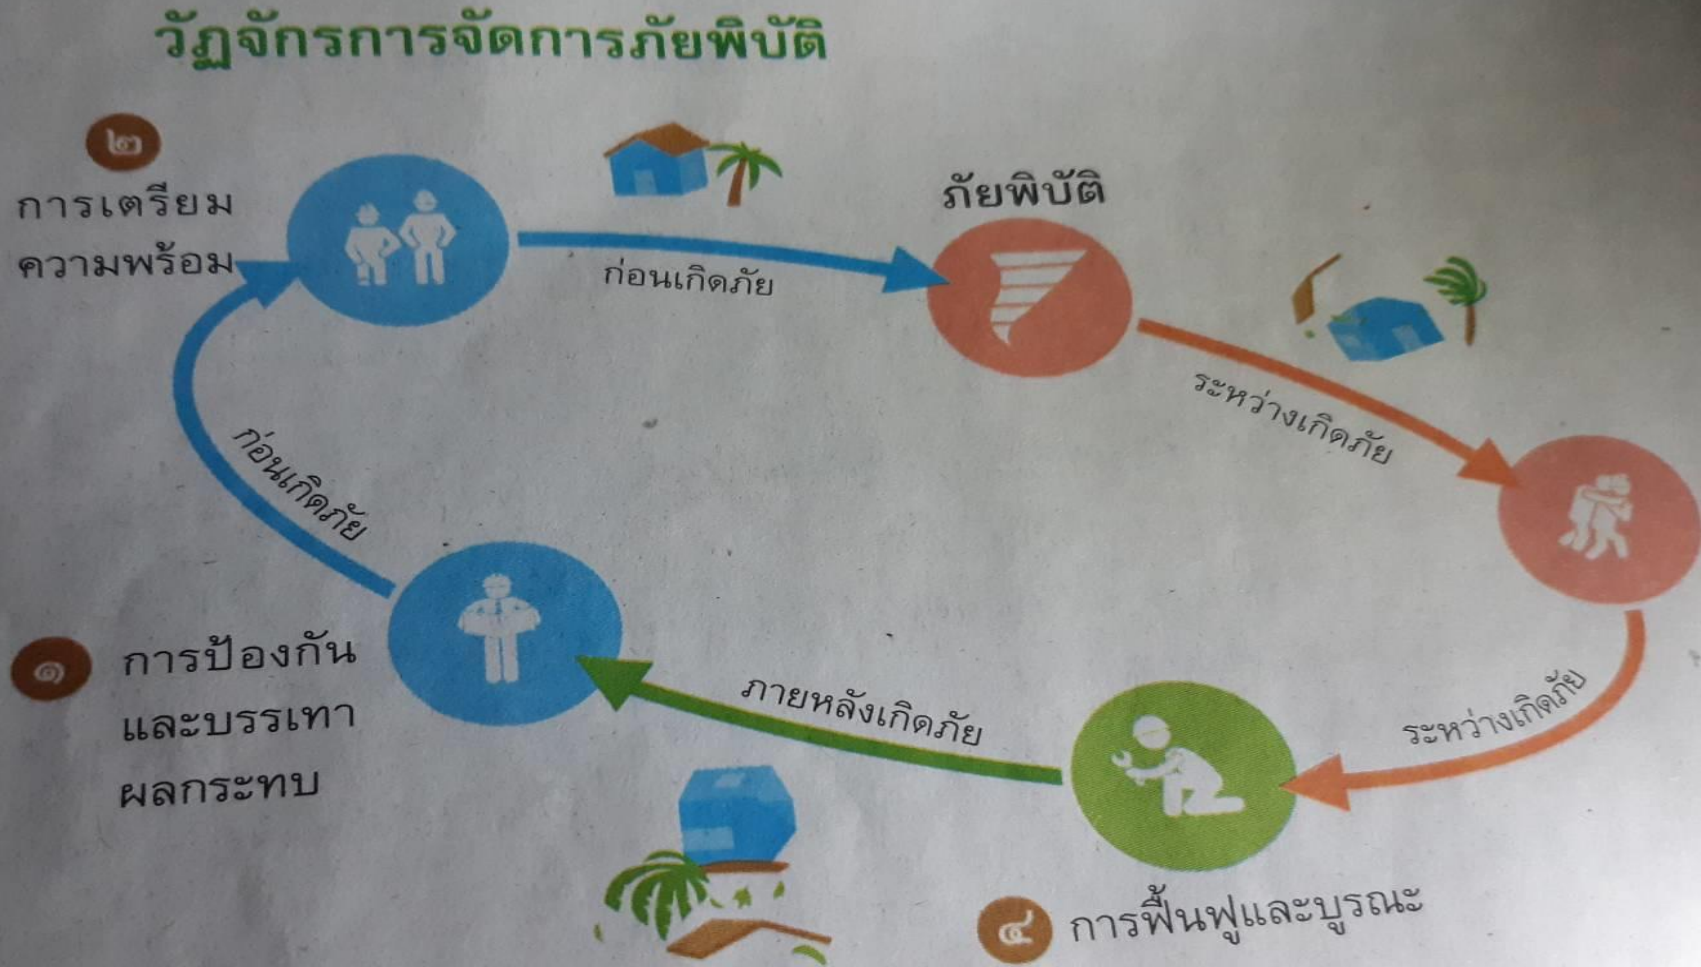 วัฏจักรการจัดการภัยพิบัติ
๒
การเตรียม
ความพร้อม
ก่อนเกิดภัย
ภัยพิบัติ
ระหว่างเกิดภัย
ก่อนเกิดภัย
๑
การป้องกัน
และบรรเทา
ผลกระทบ
ภายหลังเกิดภัย
ระหว่างเกิดภัย
๔
การฟื้นฟูและบูรณะ